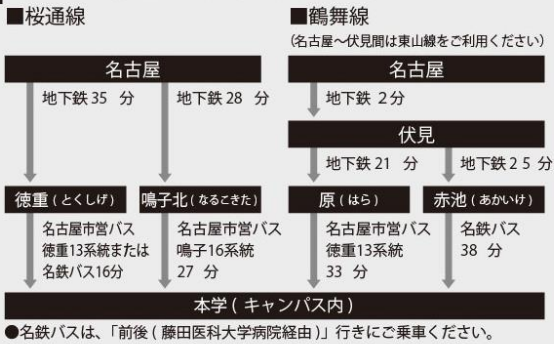 ■桜通線
名古屋
地下鉄35 分
地下鉄28 分
徳重(とくしげ)
鳴子北(なるこきた)
名古屋市営バス
徳重13系統または
名鉄バス16分
名古屋市営バス
鳴子16系統
27 分
■鶴舞線
(名古屋～伏見間は東山線をご利用ください)
名古屋
地下鉄 2分
伏見
地下鉄21 分
地下鉄25分
原(はら)
赤池(あかいけ)
名古屋市営バス
徳重13系統
33 分
名鉄バス
38 分
本学(キャンパス内)
●名鉄バスは、「前後(藤田医科大学病院経由)」行きにご乗車ください。